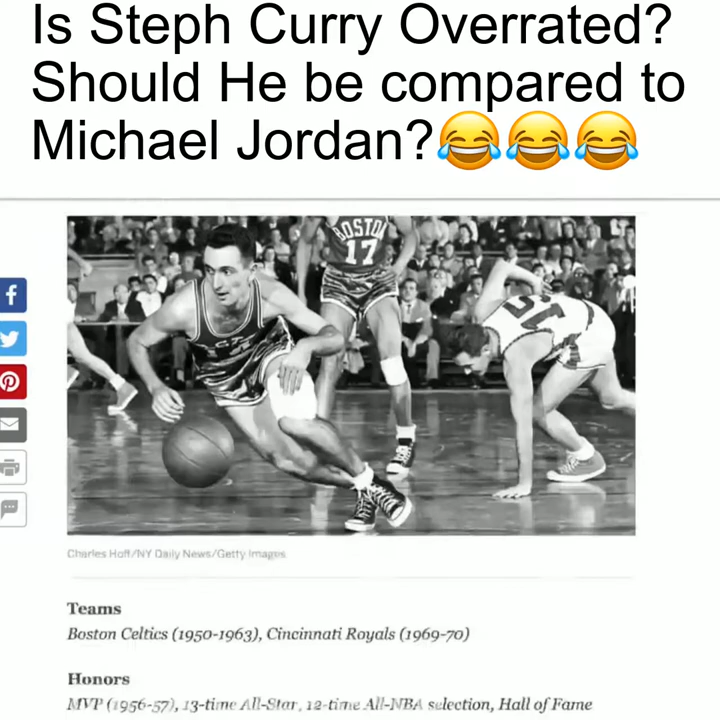 Is Steph Curry Overrated?
Should He be compared to
Michael Jordan?😂😂😂
BOSTON
17
Charles Hoff/NY Daily News/Getty Images
Teams
Boston Celtics (1950-1963), Cincinnati Royals (1969-70)
Honors
MVP (1956-57), 13-time All-Star, 12-time All-NBA selection, Hall of Fame